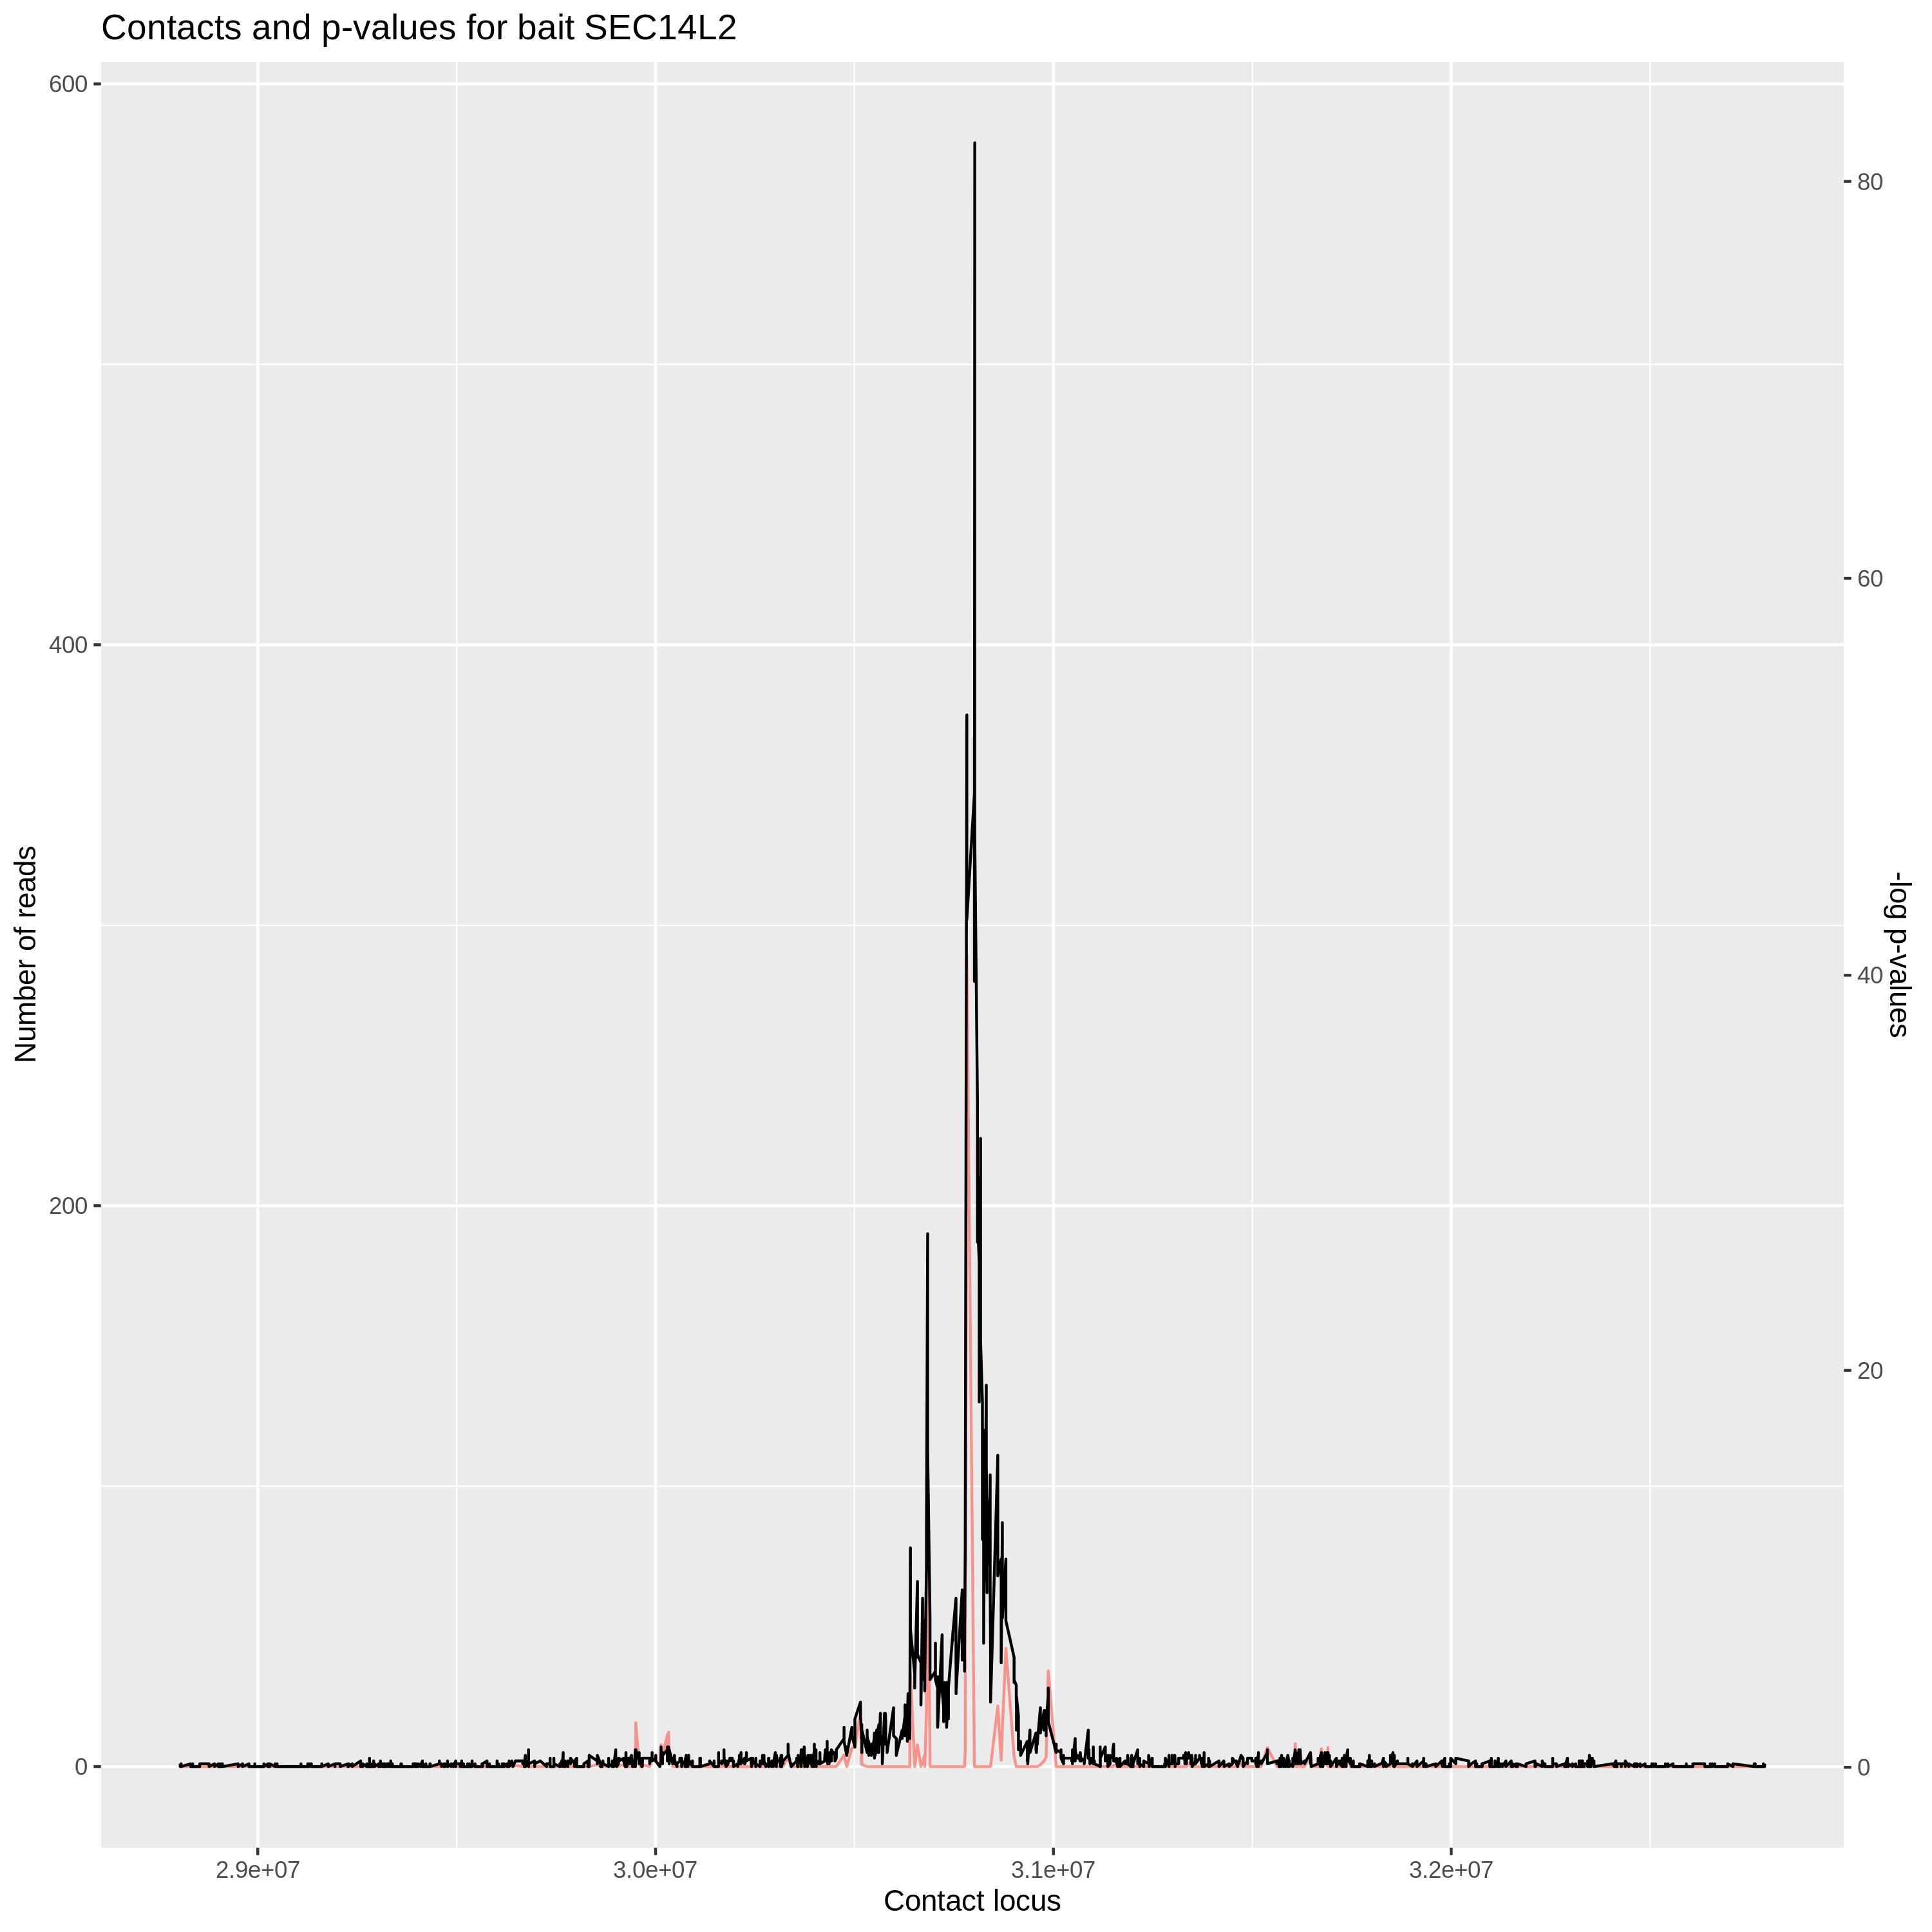 Contacts and p-values for bait SEC14L2
600
400
200
0
Number of reads
80
60
40
20
0
-log p-values
2.9e+07
3.0e+07
3.1e+07
3.2e+07
Contact locus